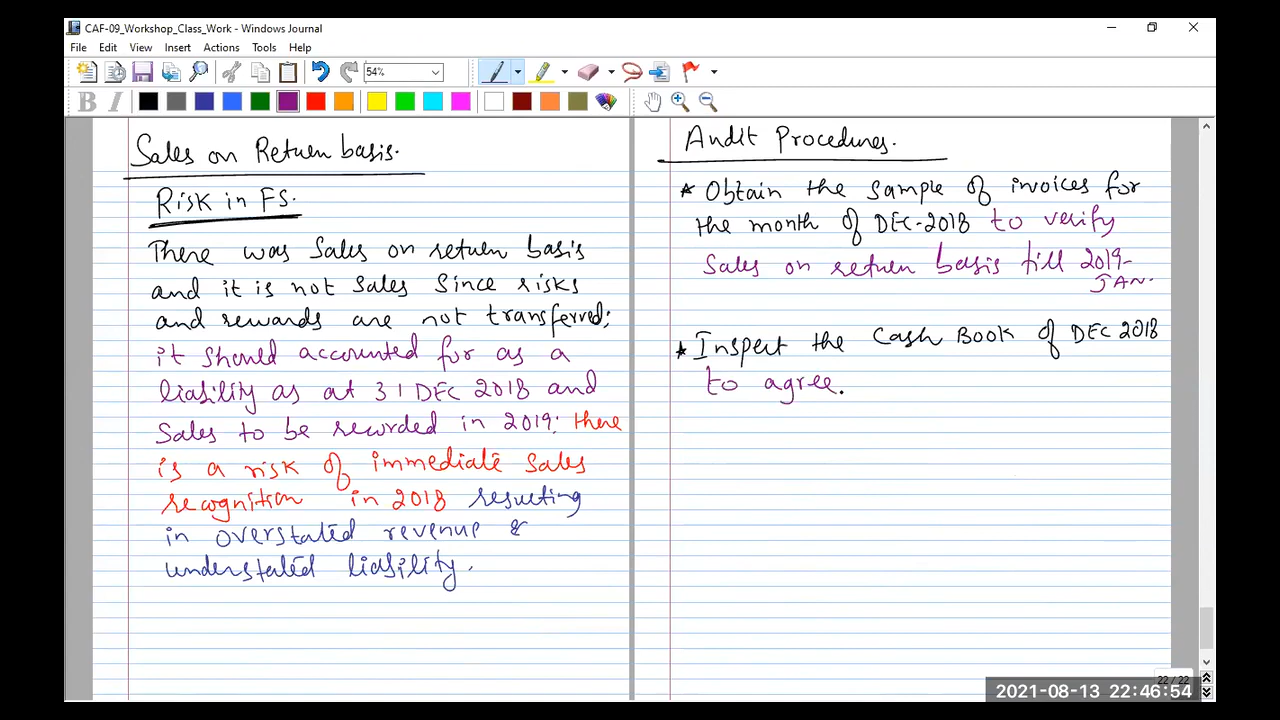 CAF-09_Workshop_Class_Work - Windows Journal
File Edit View Insert Actions Tools Help
54%
B I
Sales on Return basis.
Risk in FS.
There was Sales on return basis
and it is not Sales Since risks
and rewards are not transferred;
it should accounted for as a
liability as at 31 DEC 2018 and
Sales to be recorded in 2019; there
is a risk of immediate sales
recognition in 2018 resulting
in overstated revenue &
understated liability.
Audit Procedures.
* Obtain the sample of invoices for
the month of DEC-2018 to verify
Sales on return basis till 2019-
JAN.
* Inspect the Cash Book of DEC 2018
to agree.
22 / 22
2021-08-13 22:46:54